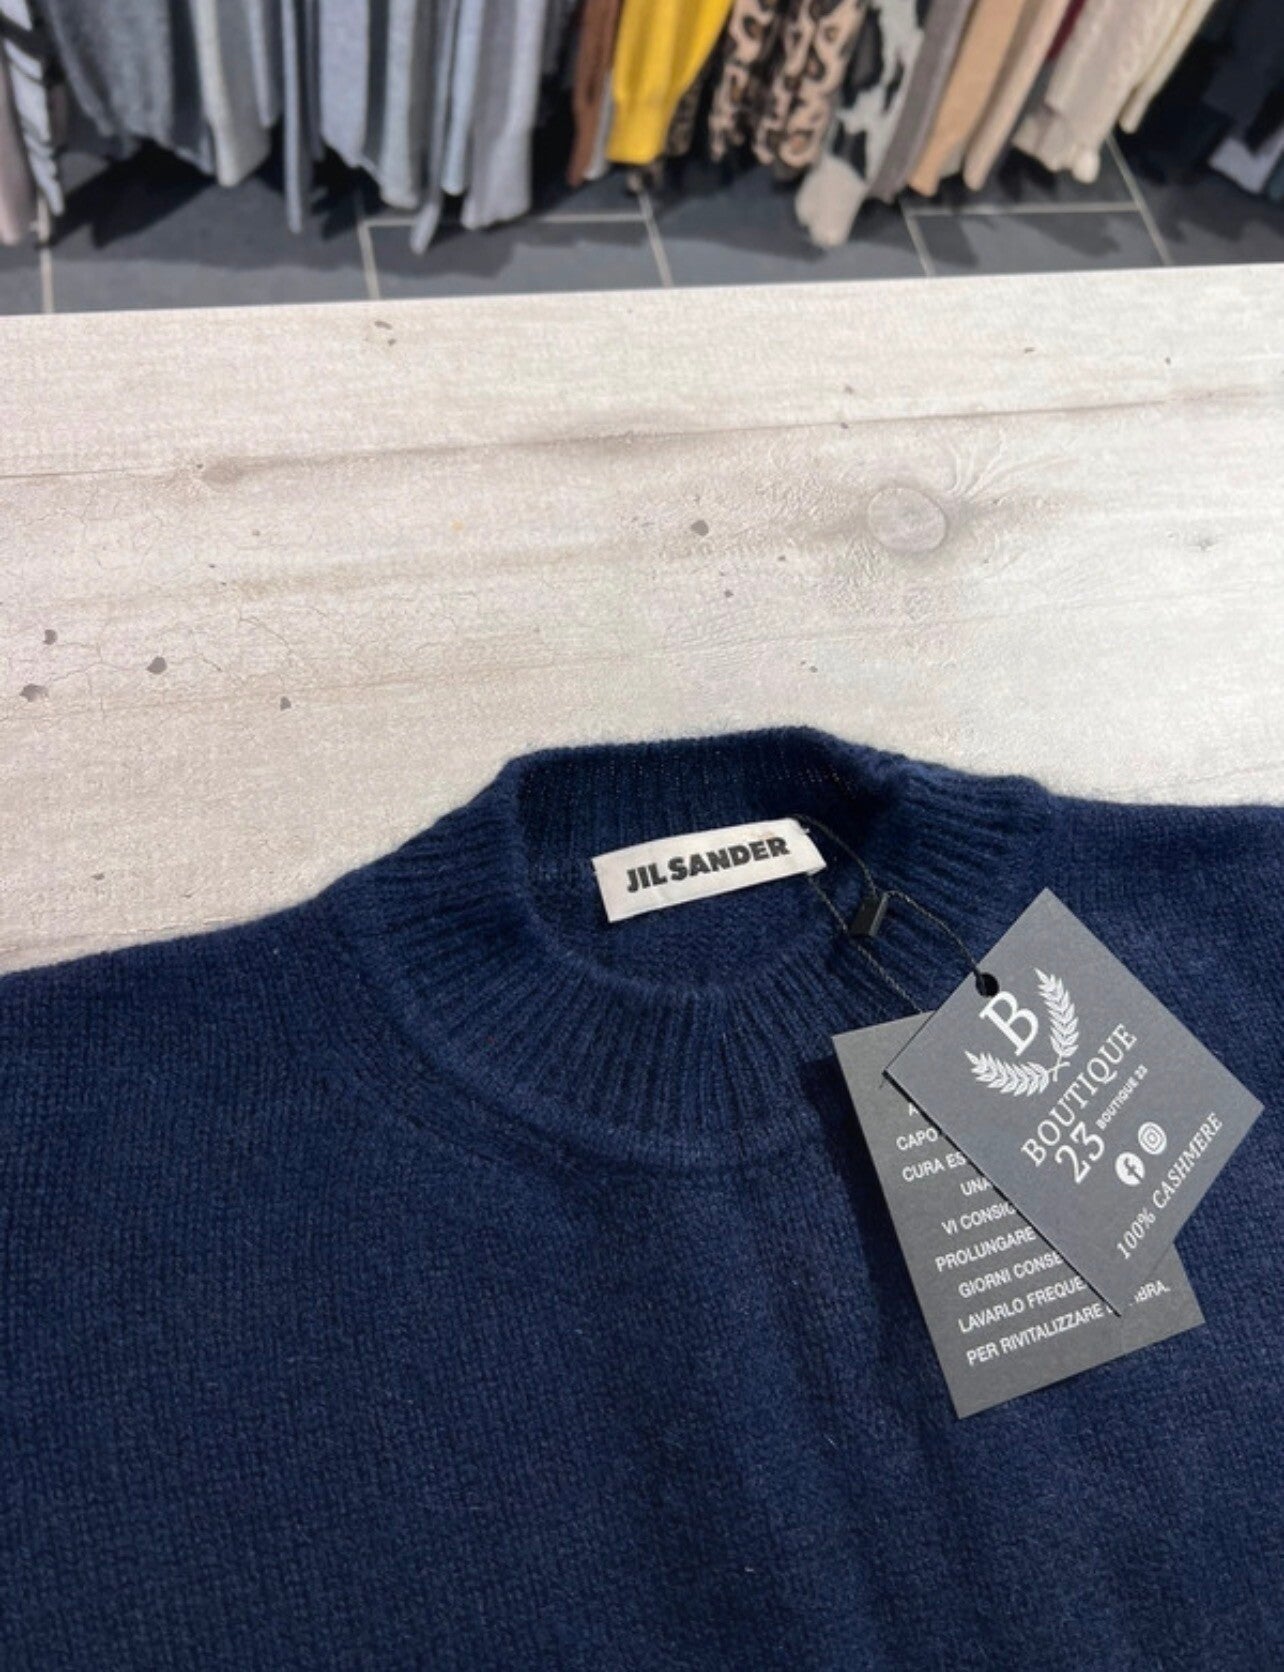 JIL SANDER
B
BOUTIQUE
23 BOUTIQUE 23
100% CASHMERE
CAPO
CURA ES
UNA
VI CONSIG
PROLUNGARE
GIORNI CONSE
LAVARLO FREQUE
PER RIVITALIZZARE